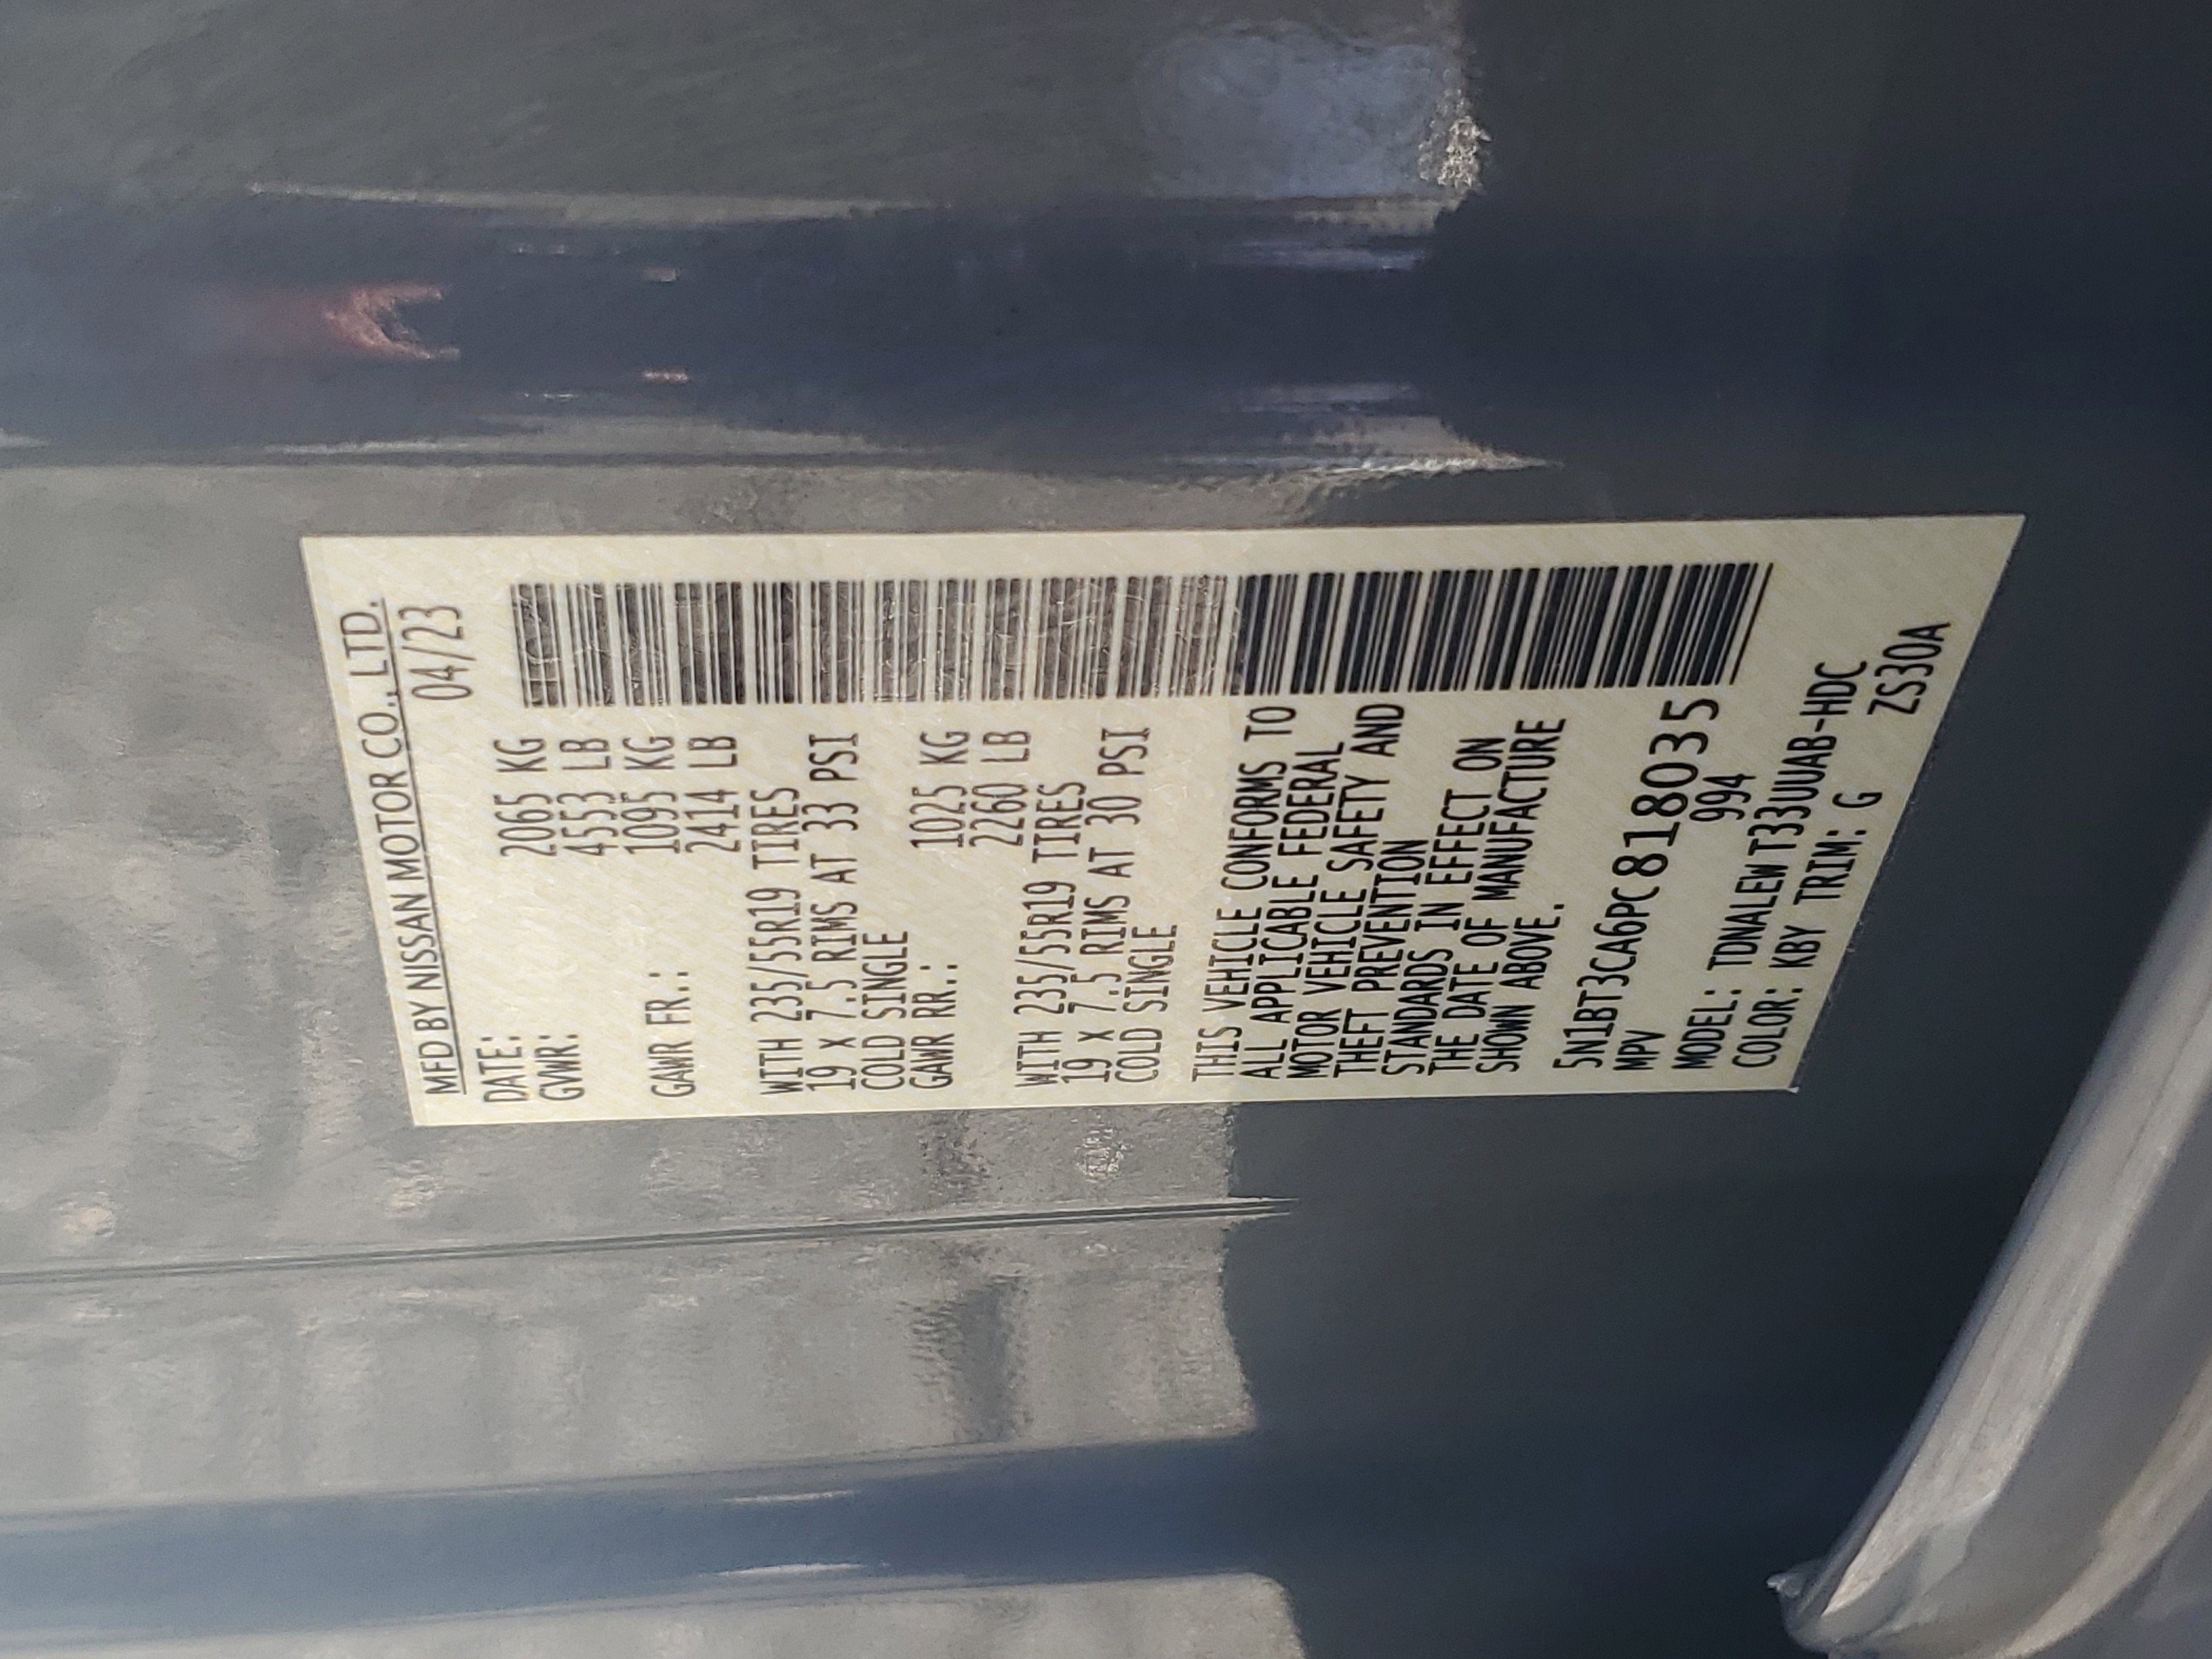 MFD BY NISSAN MOTOR CO., LTD.
DATE: 04/23
GVWR: 2065 KG
4553 LB
GAWR FR.: 1095 KG
2414 LB
WITH 235/55R19 TIRES
19 X 7.5 RIMS AT 33 PSI
COLD SINGLE
GAWR RR.: 1025 KG
2260 LB
WITH 235/55R19 TIRES
19 X 7.5 RIMS AT 30 PSI
COLD SINGLE
THIS VEHICLE CONFORMS TO
ALL APPLICABLE FEDERAL
MOTOR VEHICLE SAFETY AND
THEFT PREVENTION
STANDARDS IN EFFECT ON
THE DATE OF MANUFACTURE
SHOWN ABOVE.
5N1BT3CA6PC818035
MPV 994
MODEL: TDNALEW T33UUAB-HDC
COLOR: KBY TRIM: G ZS30A